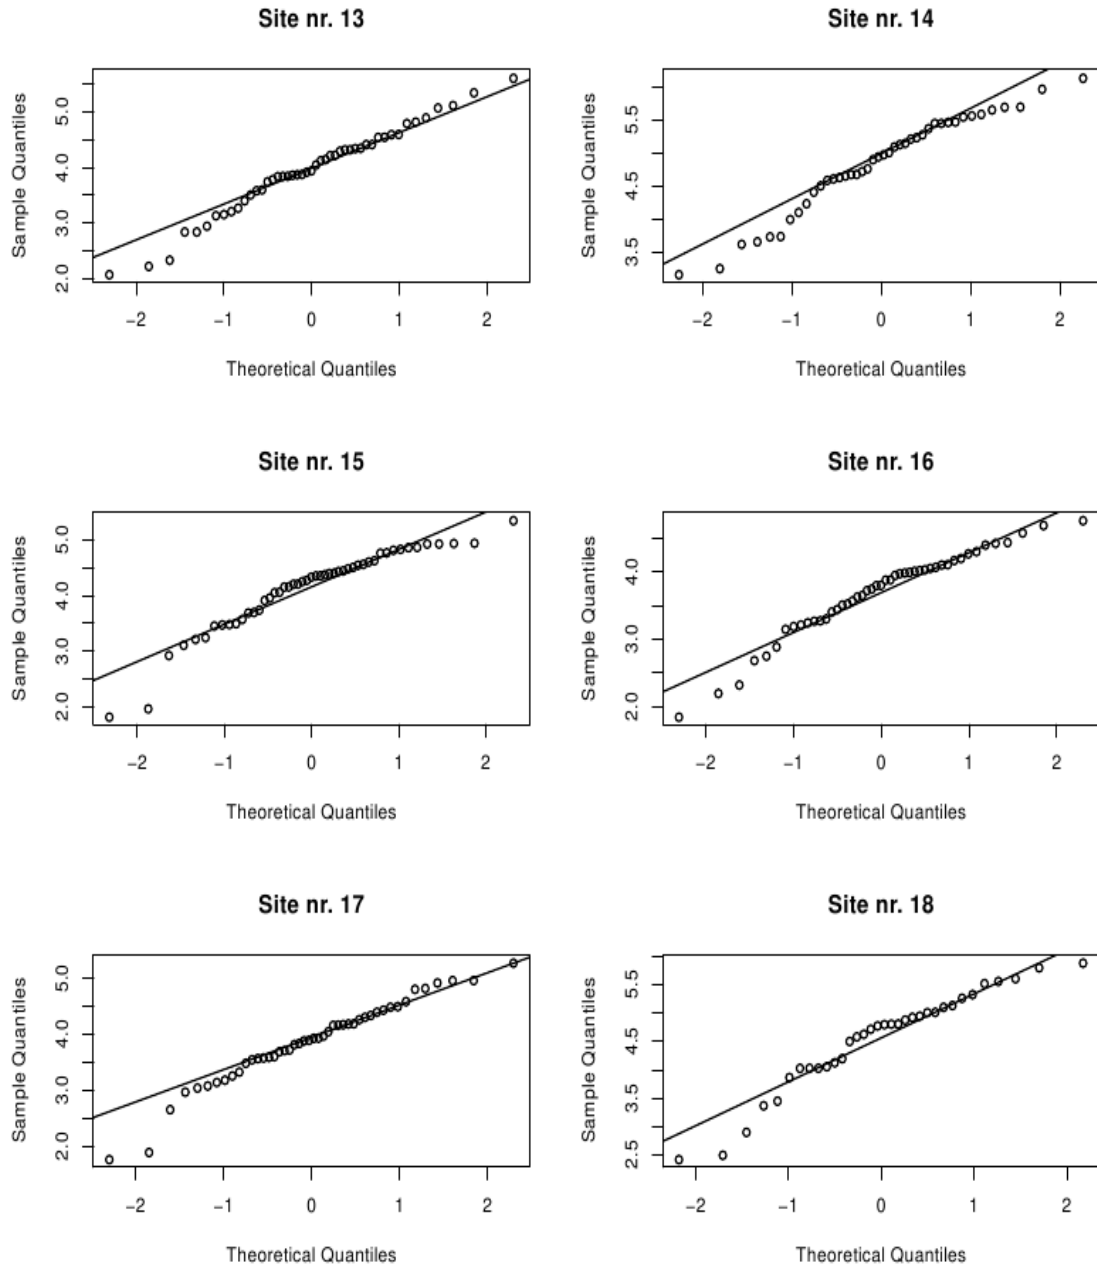 Site nr. 13
Sample Quantiles
2.0 3.0 4.0 5.0
−2 −1 0 1 2
Theoretical Quantiles
Site nr. 14
Sample Quantiles
3.5 4.5 5.5
−2 −1 0 1 2
Theoretical Quantiles
Site nr. 15
Sample Quantiles
2.0 3.0 4.0 5.0
−2 −1 0 1 2
Theoretical Quantiles
Site nr. 16
Sample Quantiles
2.0 3.0 4.0
−2 −1 0 1 2
Theoretical Quantiles
Site nr. 17
Sample Quantiles
2.0 3.0 4.0 5.0
−2 −1 0 1 2
Theoretical Quantiles
Site nr. 18
Sample Quantiles
2.5 3.5 4.5 5.5
−2 −1 0 1 2
Theoretical Quantiles